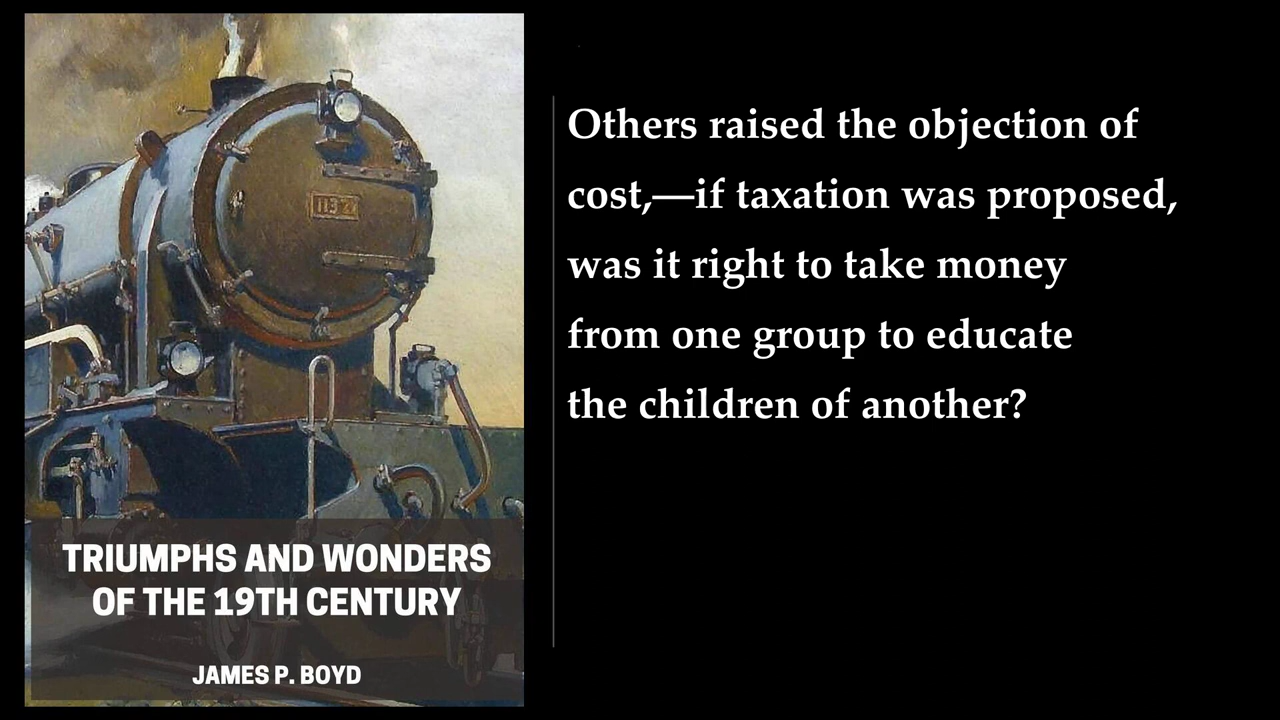 Others raised the objection of
cost,—if taxation was proposed,
was it right to take money
from one group to educate
the children of another?
TRIUMPHS AND WONDERS
OF THE 19TH CENTURY
JAMES P. BOYD